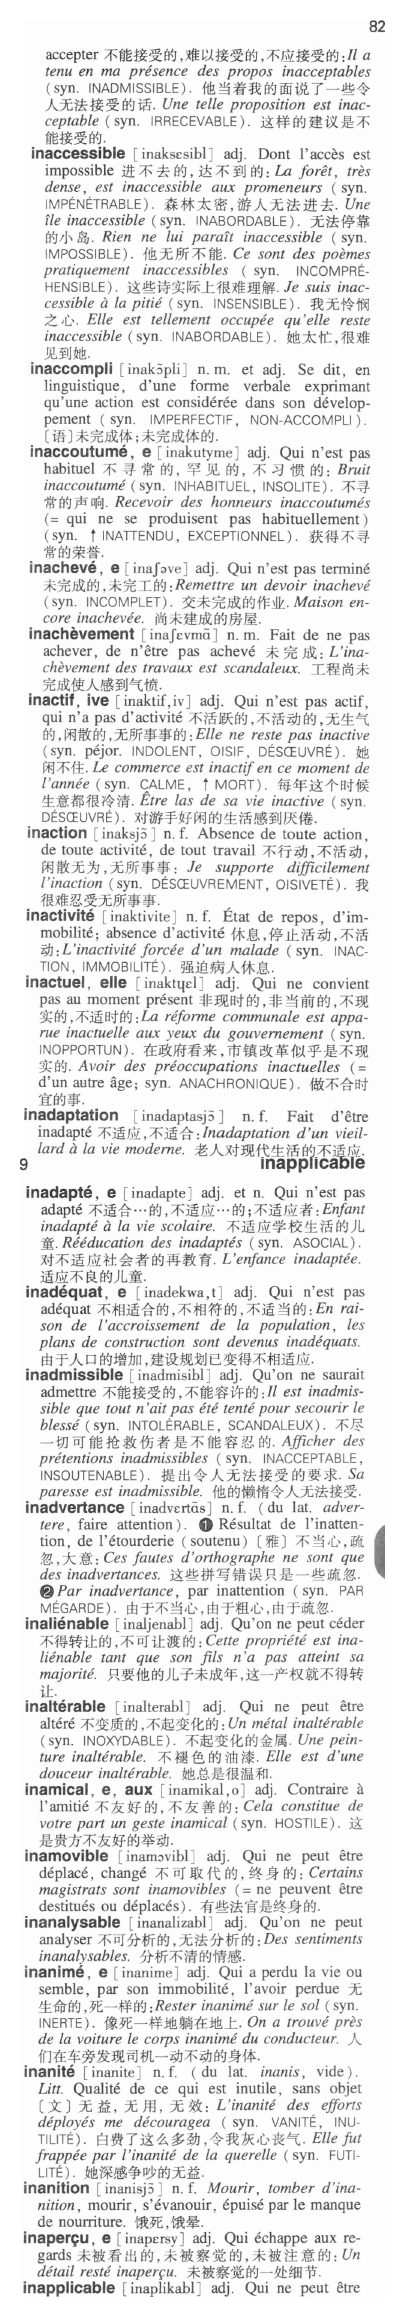 82
accepter 不能接受的,难以接受的,不应接受的:Il a
tenu en ma présence des propos inacceptables
(syn. INADMISSIBLE). 他当着我的面说了一些令
人无法接受的话. Une telle proposition est inac-
ceptable (syn. IRRECEVABLE). 这样的建议是不
能接受的.
inaccessible [inaksɛsibl] adj. Dont l'accès est
impossible 进不去的,达不到的: La forêt, très
dense, est inaccessible aux promeneurs (syn.
IMPÉNÉTRABLE). 森林太密,游人无法进去. Une
île inaccessible (syn. INABORDABLE). 无法停靠
的小岛. Rien ne lui paraît inaccessible (syn.
IMPOSSIBLE). 他无所不能. Ce sont des poèmes
pratiquement inaccessibles (syn. INCOMPRÉ-
HENSIBLE). 这些诗实际上很难理解. Je suis inac-
cessible à la pitié (syn. INSENSIBLE). 我无怜悯
之心. Elle est tellement occupée qu'elle reste
inaccessible (syn. INABORDABLE). 她太忙,很难
见到她.
inaccompli [inakɔ̃pli] n. m. et adj. Se dit, en
linguistique, d'une forme verbale exprimant
qu'une action est considérée dans son dévelop-
pement (syn. IMPERFECTIF, NON-ACCOMPLI).
〔语〕未完成体;未完成体的.
inaccoutumé, e [inakutyme] adj. Qui n'est pas
habituel 不寻常的, 罕见的, 不习惯的: Bruit
inaccoutumé (syn. INHABITUEL, INSOLITE). 不寻
常的声响. Recevoir des honneurs inaccoutumés
(= qui ne se produisent pas habituellement)
(syn. ↑ INATTENDU, EXCEPTIONNEL). 获得不寻
常的荣誉.
inachevé, e [inaʃəve] adj. Qui n'est pas terminé
未完成的,未完工的:Remettre un devoir inachevé
(syn. INCOMPLET). 交未完成的作业. Maison en-
core inachevée. 尚未建成的房屋.
inachèvement [inaʃɛvmɑ̃] n. m. Fait de ne pas
achever, de n'être pas achevé 未完成: L'ina-
chèvement des travaux est scandaleux. 工程尚未
完成使人感到气愤.
inactif, ive [inaktif,iv] adj. Qui n'est pas actif,
qui n'a pas d'activité 不活跃的,不活动的,无生气
的,闲散的,无所事事的:Elle ne reste pas inactive
(syn. péjor. INDOLENT, OISIF, DÉSŒUVRÉ). 她
闲不住. Le commerce est inactif en ce moment de
l'année (syn. CALME, ↑ MORT). 每年这个时候
生意都很冷清. Être las de sa vie inactive (syn.
DÉSŒUVRÉ). 对游手好闲的生活感到厌倦.
inaction [inaksjɔ̃] n. f. Absence de toute action,
de toute activité, de tout travail 不行动,不活动,
闲散无为,无所事事: Je supporte difficilement
l'inaction (syn. DÉSŒUVREMENT, OISIVETÉ). 我
很难忍受无所事事.
inactivité [inaktivite] n. f. État de repos, d'im-
mobilité; absence d'activité 休息,停止活动,不活
动:L'inactivité forcée d'un malade (syn. INAC-
TION, IMMOBILITÉ). 强迫病人休息.
inactuel, elle [inaktɥɛl] adj. Qui ne convient
pas au moment présent 非现时的,非当前的,不现
实的,不适时的:La réforme communale est appa-
rue inactuelle aux yeux du gouvernement (syn.
INOPPORTUN). 在政府看来,市镇改革似乎是不现
实的. Avoir des préoccupations inactuelles (=
d'un autre âge; syn. ANACHRONIQUE). 做不合时
宜的事.
inadaptation [inadaptasjɔ̃] n. f. Fait d'être
inadapté 不适应,不适合:Inadaptation d'un vieil-
lard à la vie moderne. 老人对现代生活的不适应.
9 inapplicable
inadapté, e [inadapte] adj. et n. Qui n'est pas
adapté 不适合…的,不适应…的;不适应者: Enfant
inadapté à la vie scolaire. 不适应学校生活的儿
童. Rééducation des inadaptés (syn. ASOCIAL).
对不适应社会者的再教育. L'enfance inadaptée.
适应不良的儿童.
inadéquat, e [inadekwa,t] adj. Qui n'est pas
adéquat 不相适合的,不相符的,不适当的: En rai-
son de l'accroissement de la population, les
plans de construction sont devenus inadéquats.
由于人口的增加,建设规划已变得不相适应.
inadmissible [inadmisibl] adj. Qu'on ne saurait
admettre 不能接受的,不能容许的:Il est inadmis-
sible que tout n'ait pas été tenté pour secourir le
blessé (syn. INTOLÉRABLE, SCANDALEUX). 不尽
一切可能抢救伤者是不能容忍的. Afficher des
prétentions inadmissibles (syn. INACCEPTABLE,
INSOUTENABLE). 提出令人无法接受的要求. Sa
paresse est inadmissible. 他的懒惰令人无法接受.
inadvertance [inadvɛrtɑ̃s] n. f. (du lat. adver-
tere, faire attention). ❶ Résultat de l'inatten-
tion, de l'étourderie (soutenu) 〔雅〕 不当心,疏
忽,大意: Ces fautes d'orthographe ne sont que
des inadvertances. 这些拼写错误只是一些疏忽.
❷ Par inadvertance, par inattention (syn. PAR
MÉGARDE). 由于不当心,由于粗心,由于疏忽.
inaliénable [inaljenabl] adj. Qu'on ne peut céder
不得转让的,不可让渡的:Cette propriété est ina-
liénable tant que son fils n'a pas atteint sa
majorité. 只要他的儿子未成年,这一产权就不得转
让.
inaltérable [inalterabl] adj. Qui ne peut être
altéré 不变质的,不起变化的: Un métal inaltérable
(syn. INOXYDABLE). 不起变化的金属. Une pein-
ture inaltérable. 不褪色的油漆. Elle est d'une
douceur inaltérable. 她总是很温和.
inamical, e, aux [inamikal,o] adj. Contraire à
l'amitié 不友好的,不友善的: Cela constitue de
votre part un geste inamical (syn. HOSTILE). 这
是贵方不友好的举动.
inamovible [inamɔvibl] adj. Qui ne peut être
déplacé, changé 不可取代的,终身的: Certains
magistrats sont inamovibles (= ne peuvent être
destitués ou déplacés). 有些法官是终身的.
inanalysable [inanalizabl] adj. Qu'on ne peut
analyser 不可分析的,无法分析的:Des sentiments
inanalysables. 分析不清的情感.
inanimé, e [inanime] adj. Qui a perdu la vie ou
semble, par son immobilité, l'avoir perdue 无
生命的,死一样的:Rester inanimé sur le sol (syn.
INERTE). 像死一样地躺在地上. On a trouvé près
de la voiture le corps inanimé du conducteur. 人
们在车旁发现司机一动不动的身体.
inanité [inanite] n. f. (du lat. inanis, vide).
Litt. Qualité de ce qui est inutile, sans objet
〔文〕无益, 无用, 无效: L'inanité des efforts
déployés me découragea (syn. VANITÉ, INU-
TILITÉ). 白费了这么多劲,令我灰心丧气. Elle fut
frappée par l'inanité de la querelle (syn. FUTI-
LITÉ). 她深感争吵的无益.
inanition [inanisjɔ̃] n. f. Mourir, tomber d'ina-
nition, mourir, s'évanouir, épuisé par le manque
de nourriture. 饿死,饿晕.
inaperçu, e [inapɛrsy] adj. Qui échappe aux re-
gards 未被看出的,未被察觉的,未被注意的: Un
détail resté inaperçu. 未被察觉的一处细节.
inapplicable [inaplikabl] adj. Qui ne peut être